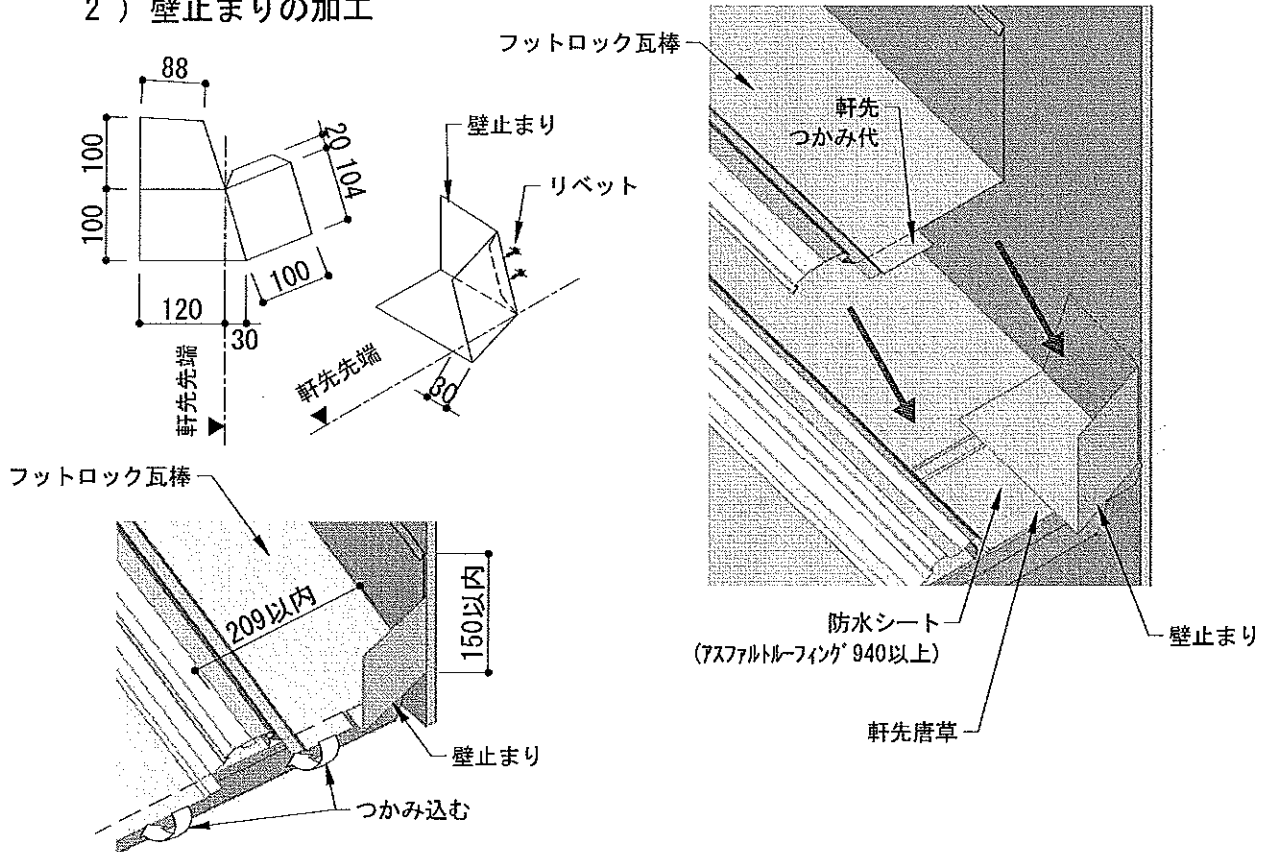 2）壁止まりの加工
88
100
100
120
30
20
104
100
軒先先端
壁止まり
リベット
軒先先端
30
フットロック瓦棒
軒先
つかみ代
防水シート
(ｱｽﾌｧﾙﾄﾙｰﾌｨﾝｸﾞ940以上)
軒先唐草
壁止まり
フットロック瓦棒
209以内
150以内
壁止まり
つかみ込む